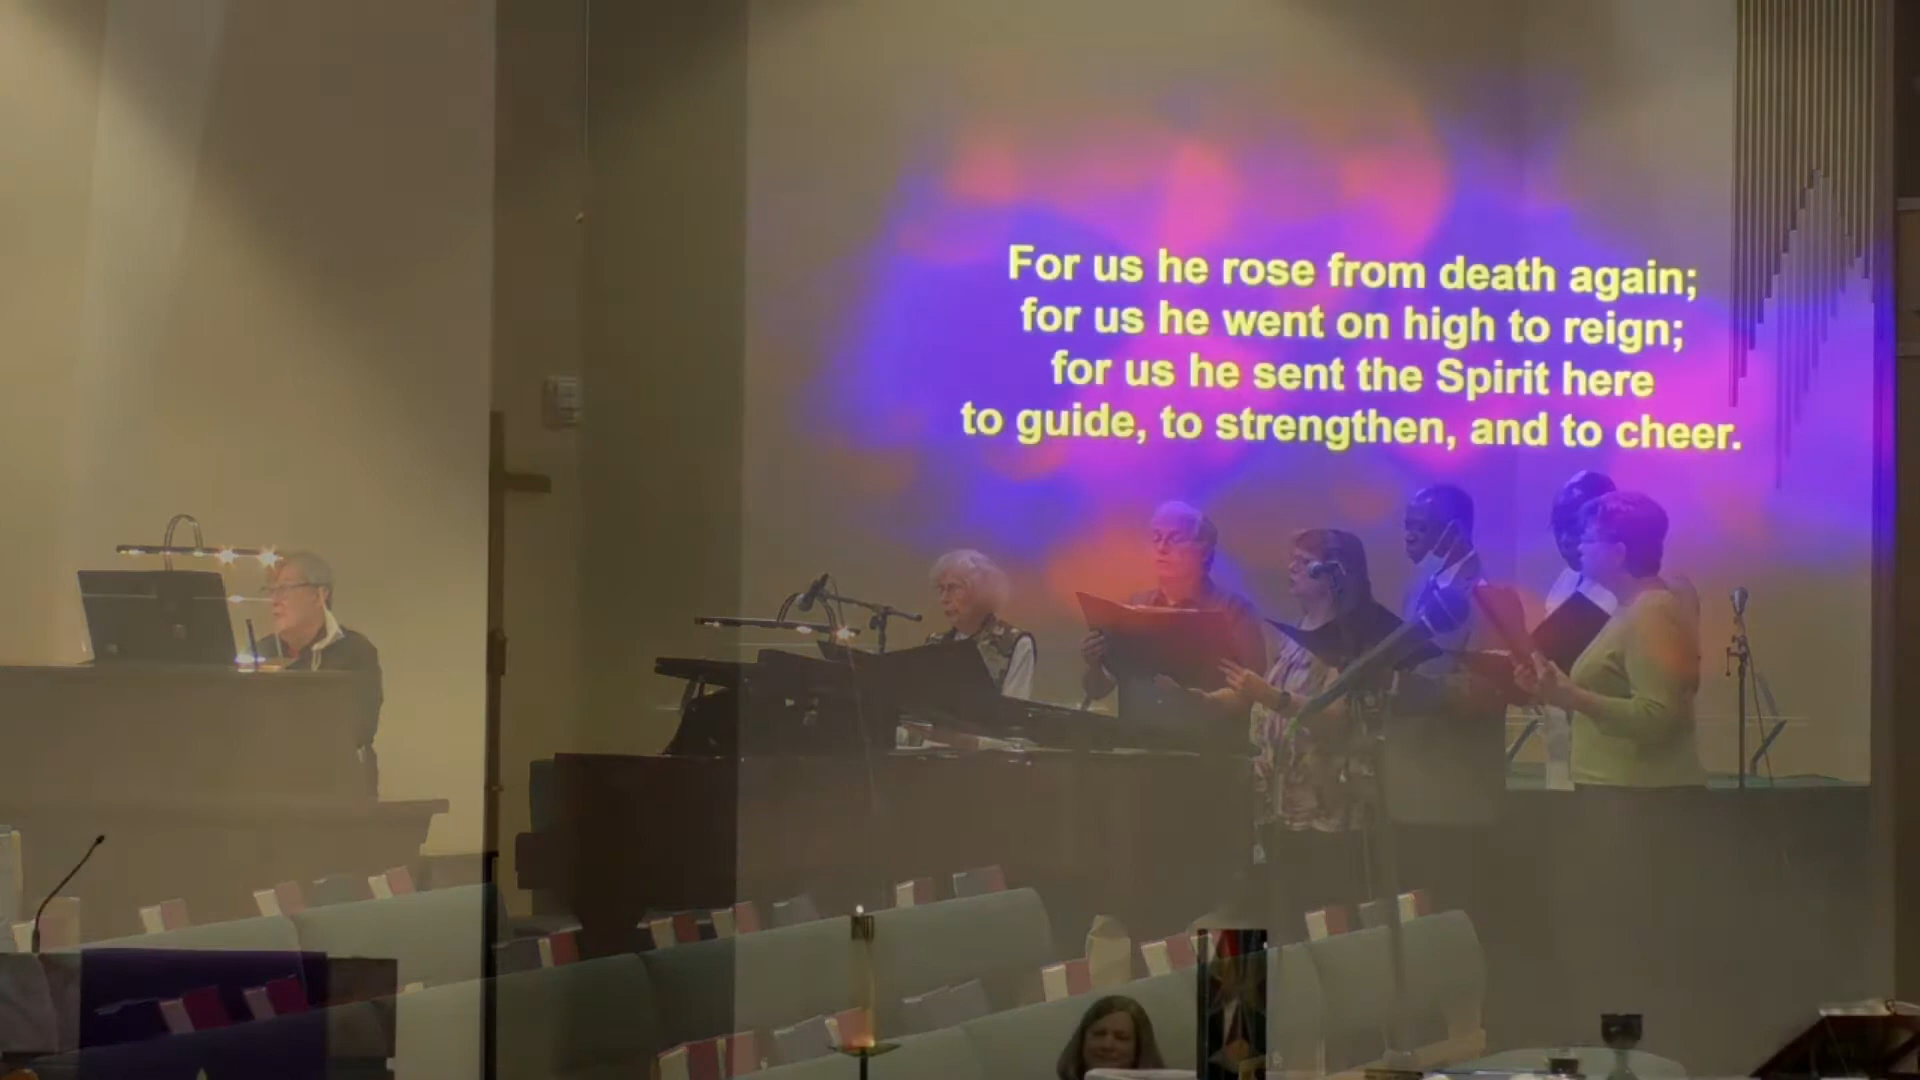 For us he rose from death again;
for us he went on high to reign;
for us he sent the Spirit here
to guide, to strengthen, and to cheer.